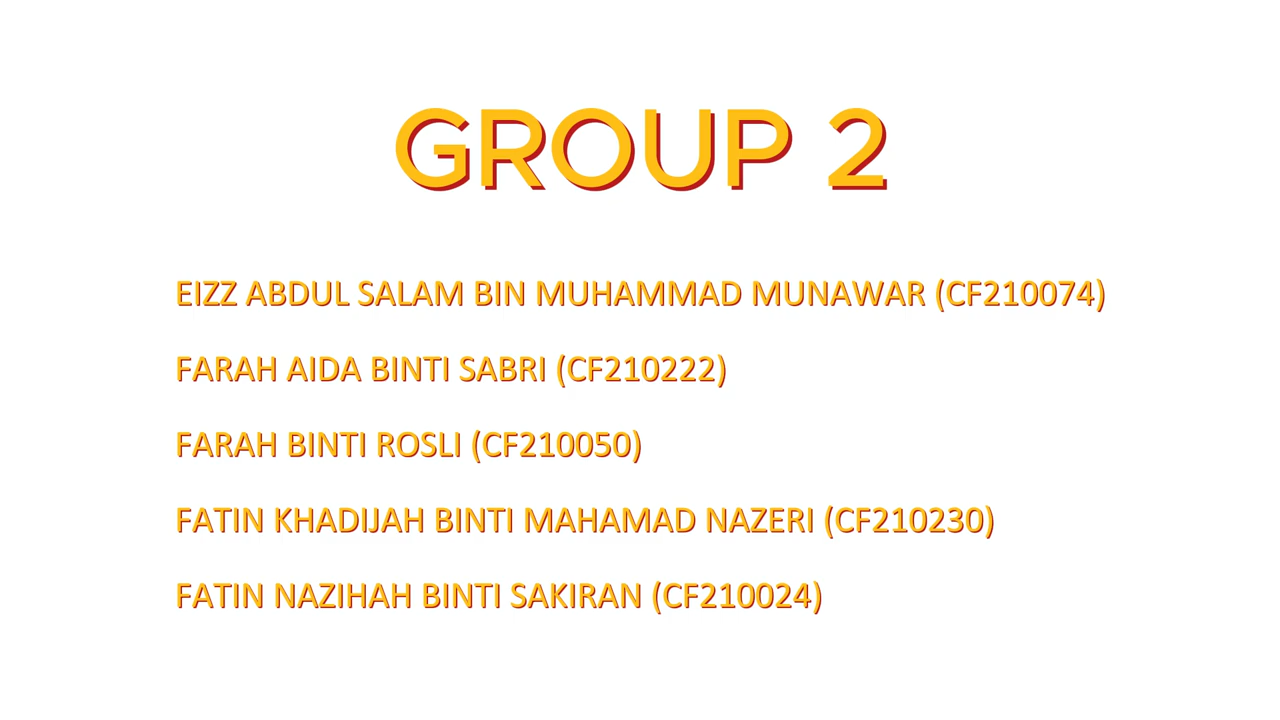 GROUP 2
EIZZ ABDUL SALAM BIN MUHAMMAD MUNAWAR (CF210074)
FARAH AIDA BINTI SABRI (CF210222)
FARAH BINTI ROSLI (CF210050)
FATIN KHADIJAH BINTI MAHAMAD NAZERI (CF210230)
FATIN NAZIHAH BINTI SAKIRAN (CF210024)